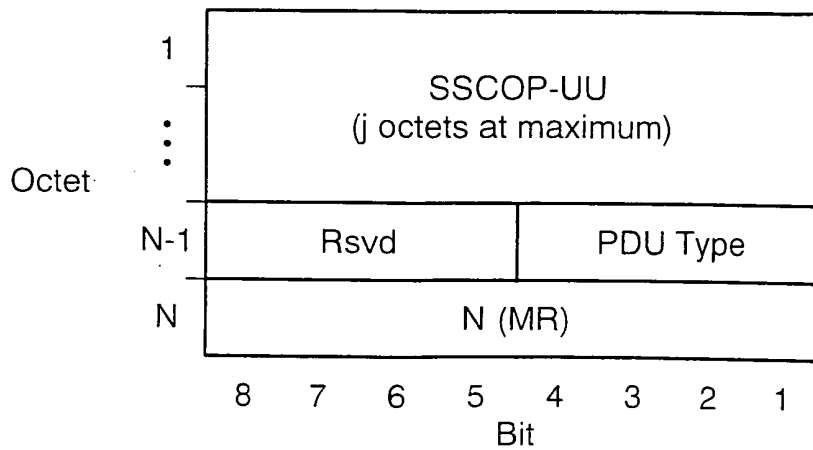 1
SSCOP-UU
(j octets at maximum)
Octet
N-1 Rsvd PDU Type
N N (MR)
8 7 6 5 4 3 2 1
Bit